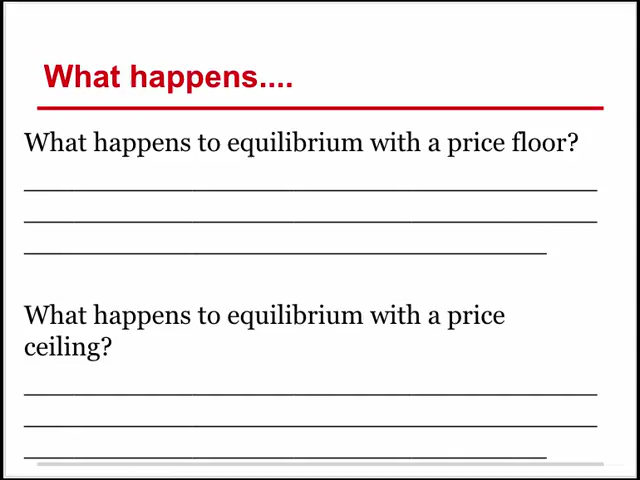 What happens....
What happens to equilibrium with a price floor?
What happens to equilibrium with a price
ceiling?